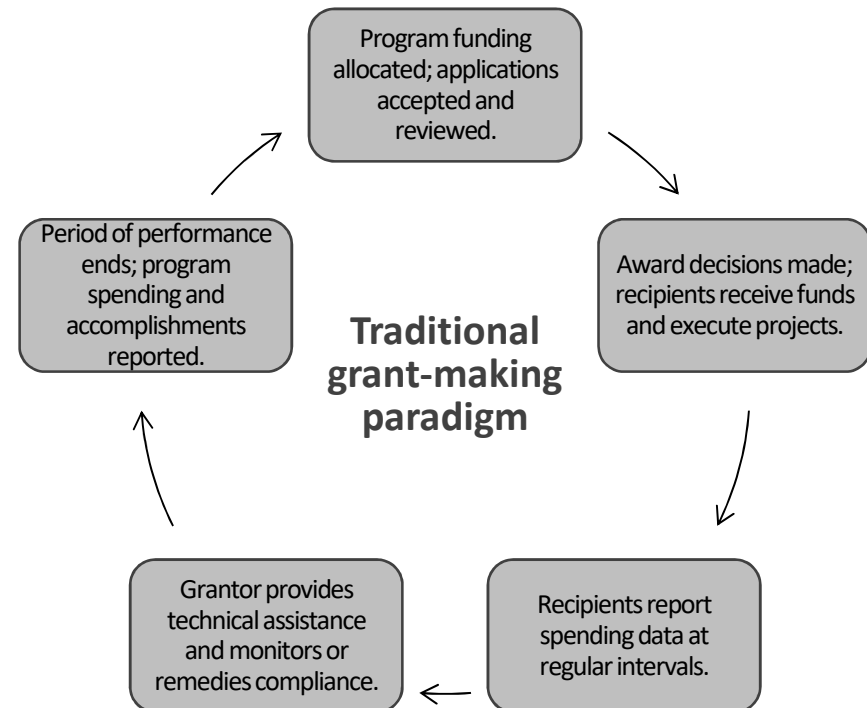 Program funding
allocated; applications
accepted and
reviewed.
Award decisions made;
recipients receive funds
and execute projects.
Recipients report
spending data at
regular intervals.
Grantor provides
technical assistance
and monitors or
remedies compliance.
Period of performance
ends; program
spending and
accomplishments
reported.
Traditional
grant-making
paradigm